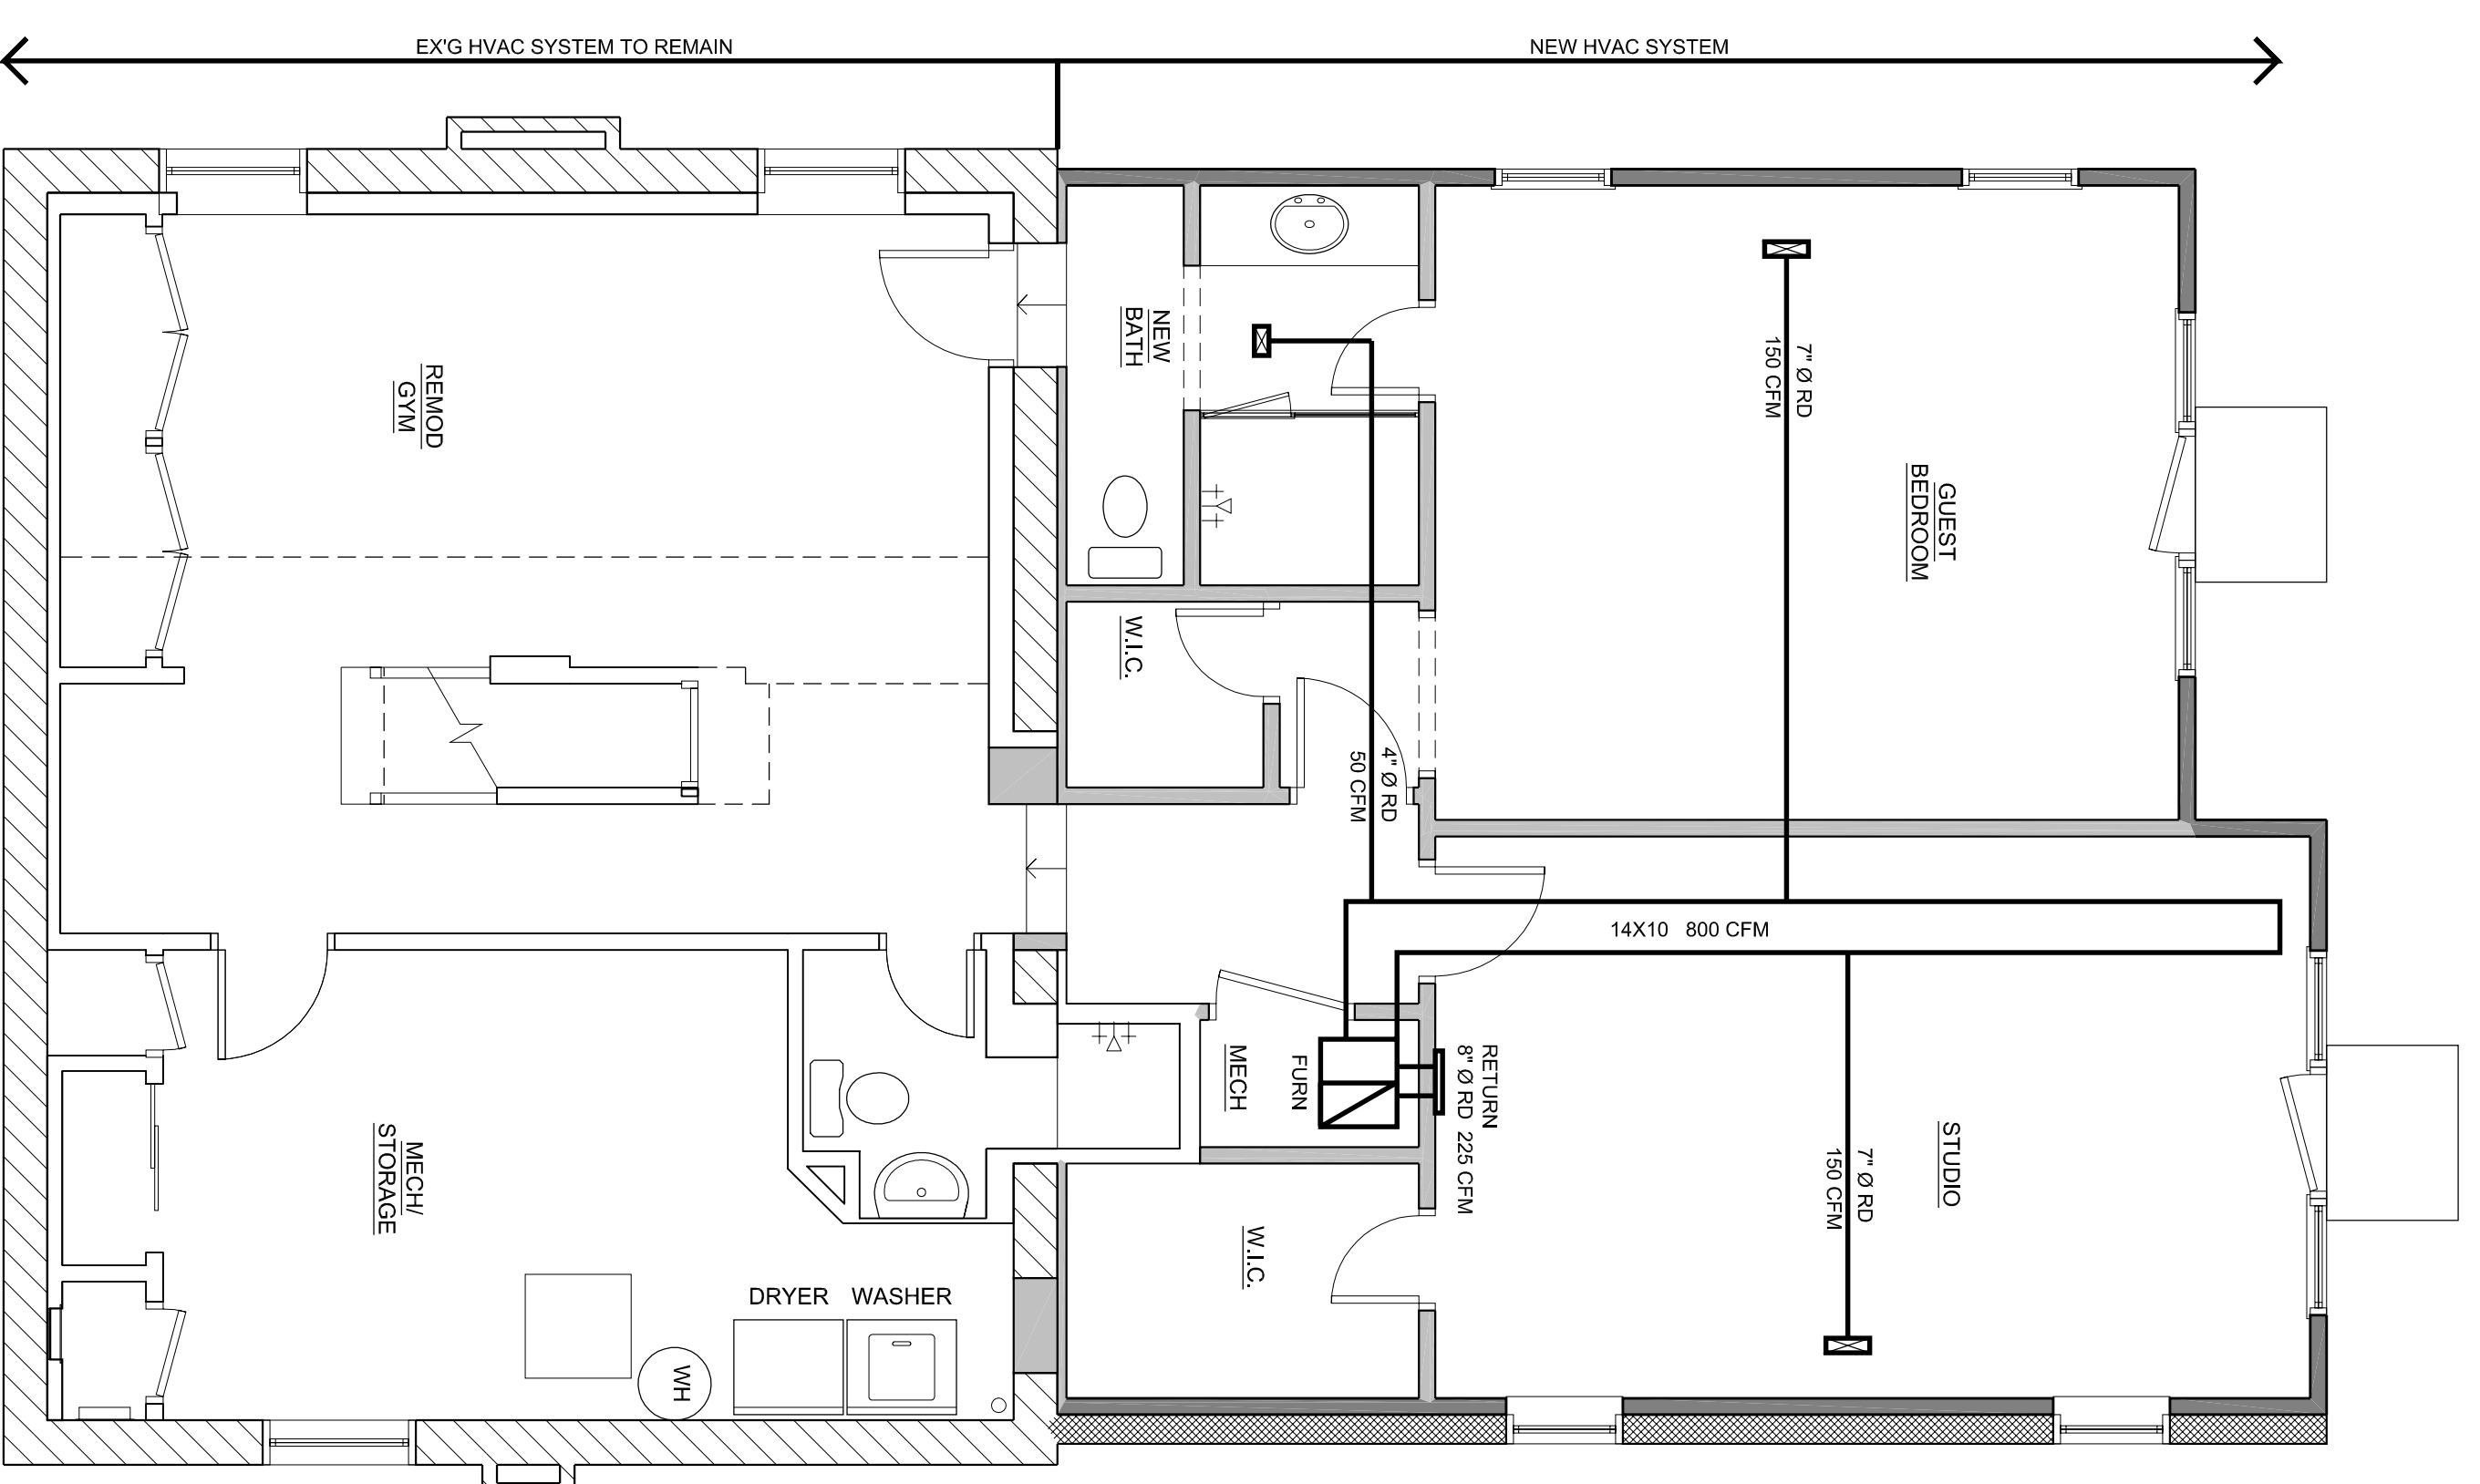 EX'G HVAC SYSTEM TO REMAIN
NEW HVAC SYSTEM
REMOD
GYM
NEW
BATH
7" Ø RD
150 CFM
GUEST
BEDROOM
W.I.C.
4" Ø RD
50 CFM
14X10 800 CFM
MECH
FURN
RETURN
8" Ø RD 225 CFM
7" Ø RD
150 CFM
STUDIO
MECH/
STORAGE
W.I.C.
DRYER
WASHER
WH